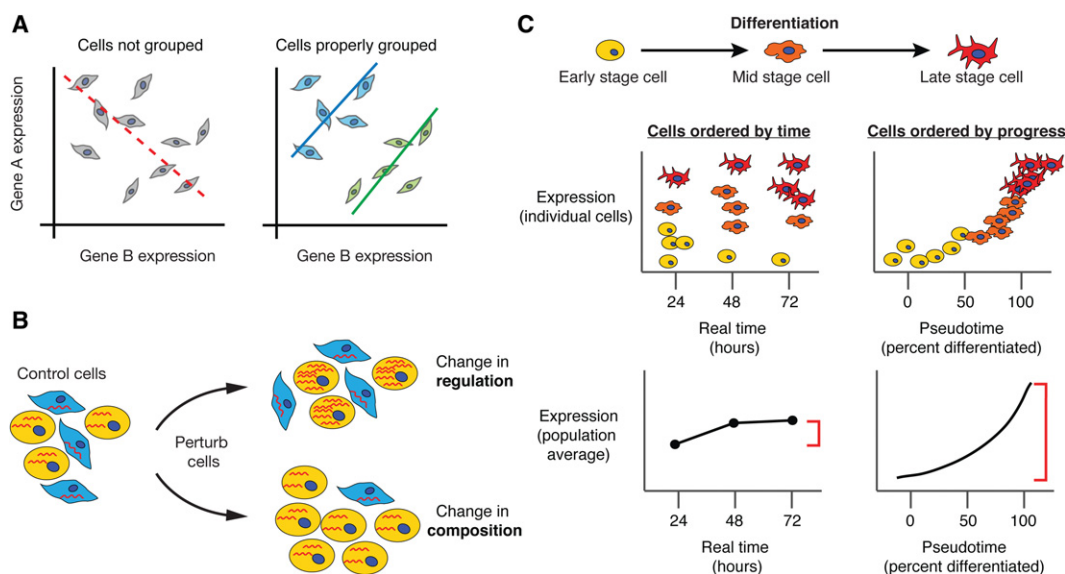 A
Cells not grouped
Cells properly grouped
Gene A expression
Gene B expression
Gene B expression
B
Control cells
Perturb
cells
Change in
regulation
Change in
composition
C
Differentiation
Early stage cell
Mid stage cell
Late stage cell
Cells ordered by time
Cells ordered by progress
Expression
(individual cells)
24
48
72
Real time
(hours)
0
50
100
Pseudotime
(percent differentiated)
Expression
(population
average)
24
48
72
Real time
(hours)
0
50
100
Pseudotime
(percent differentiated)